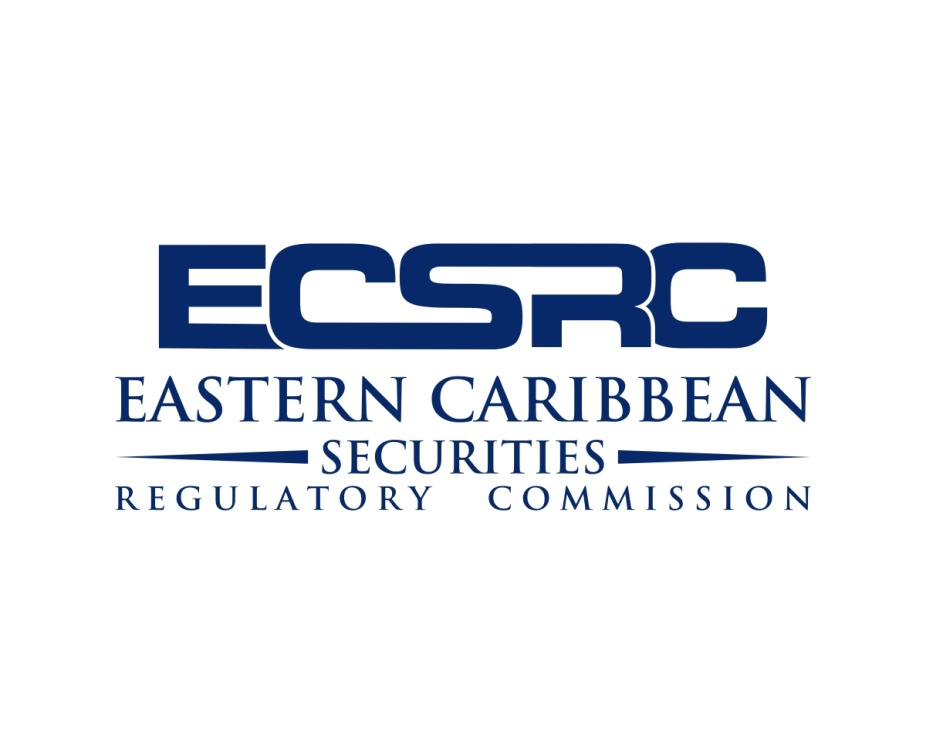 ECSRC
EASTERN CARIBBEAN
SECURITIES
REGULATORY COMMISSION